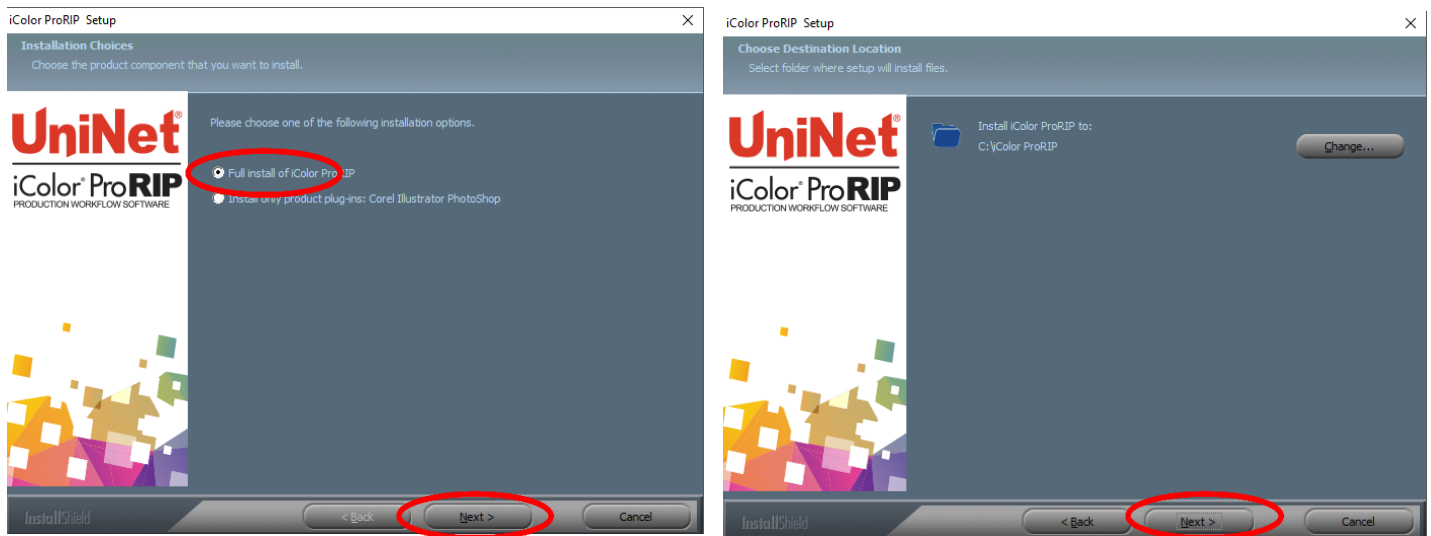 iColor ProRIP Setup
Installation Choices
Choose the product component that you want to install.
UniNet®
iColor® ProRIP
PRODUCTION WORKFLOW SOFTWARE
Please choose one of the following installation options.
Full install of iColor ProRIP
Install only product plug-ins: Corel Illustrator PhotoShop
InstallShield
< Back
Next >
Cancel
iColor ProRIP Setup
Choose Destination Location
Select folder where setup will install files.
UniNet®
iColor® ProRIP
PRODUCTION WORKFLOW SOFTWARE
Install iColor ProRIP to:
C:\iColor ProRIP
Change...
InstallShield
< Back
Next >
Cancel